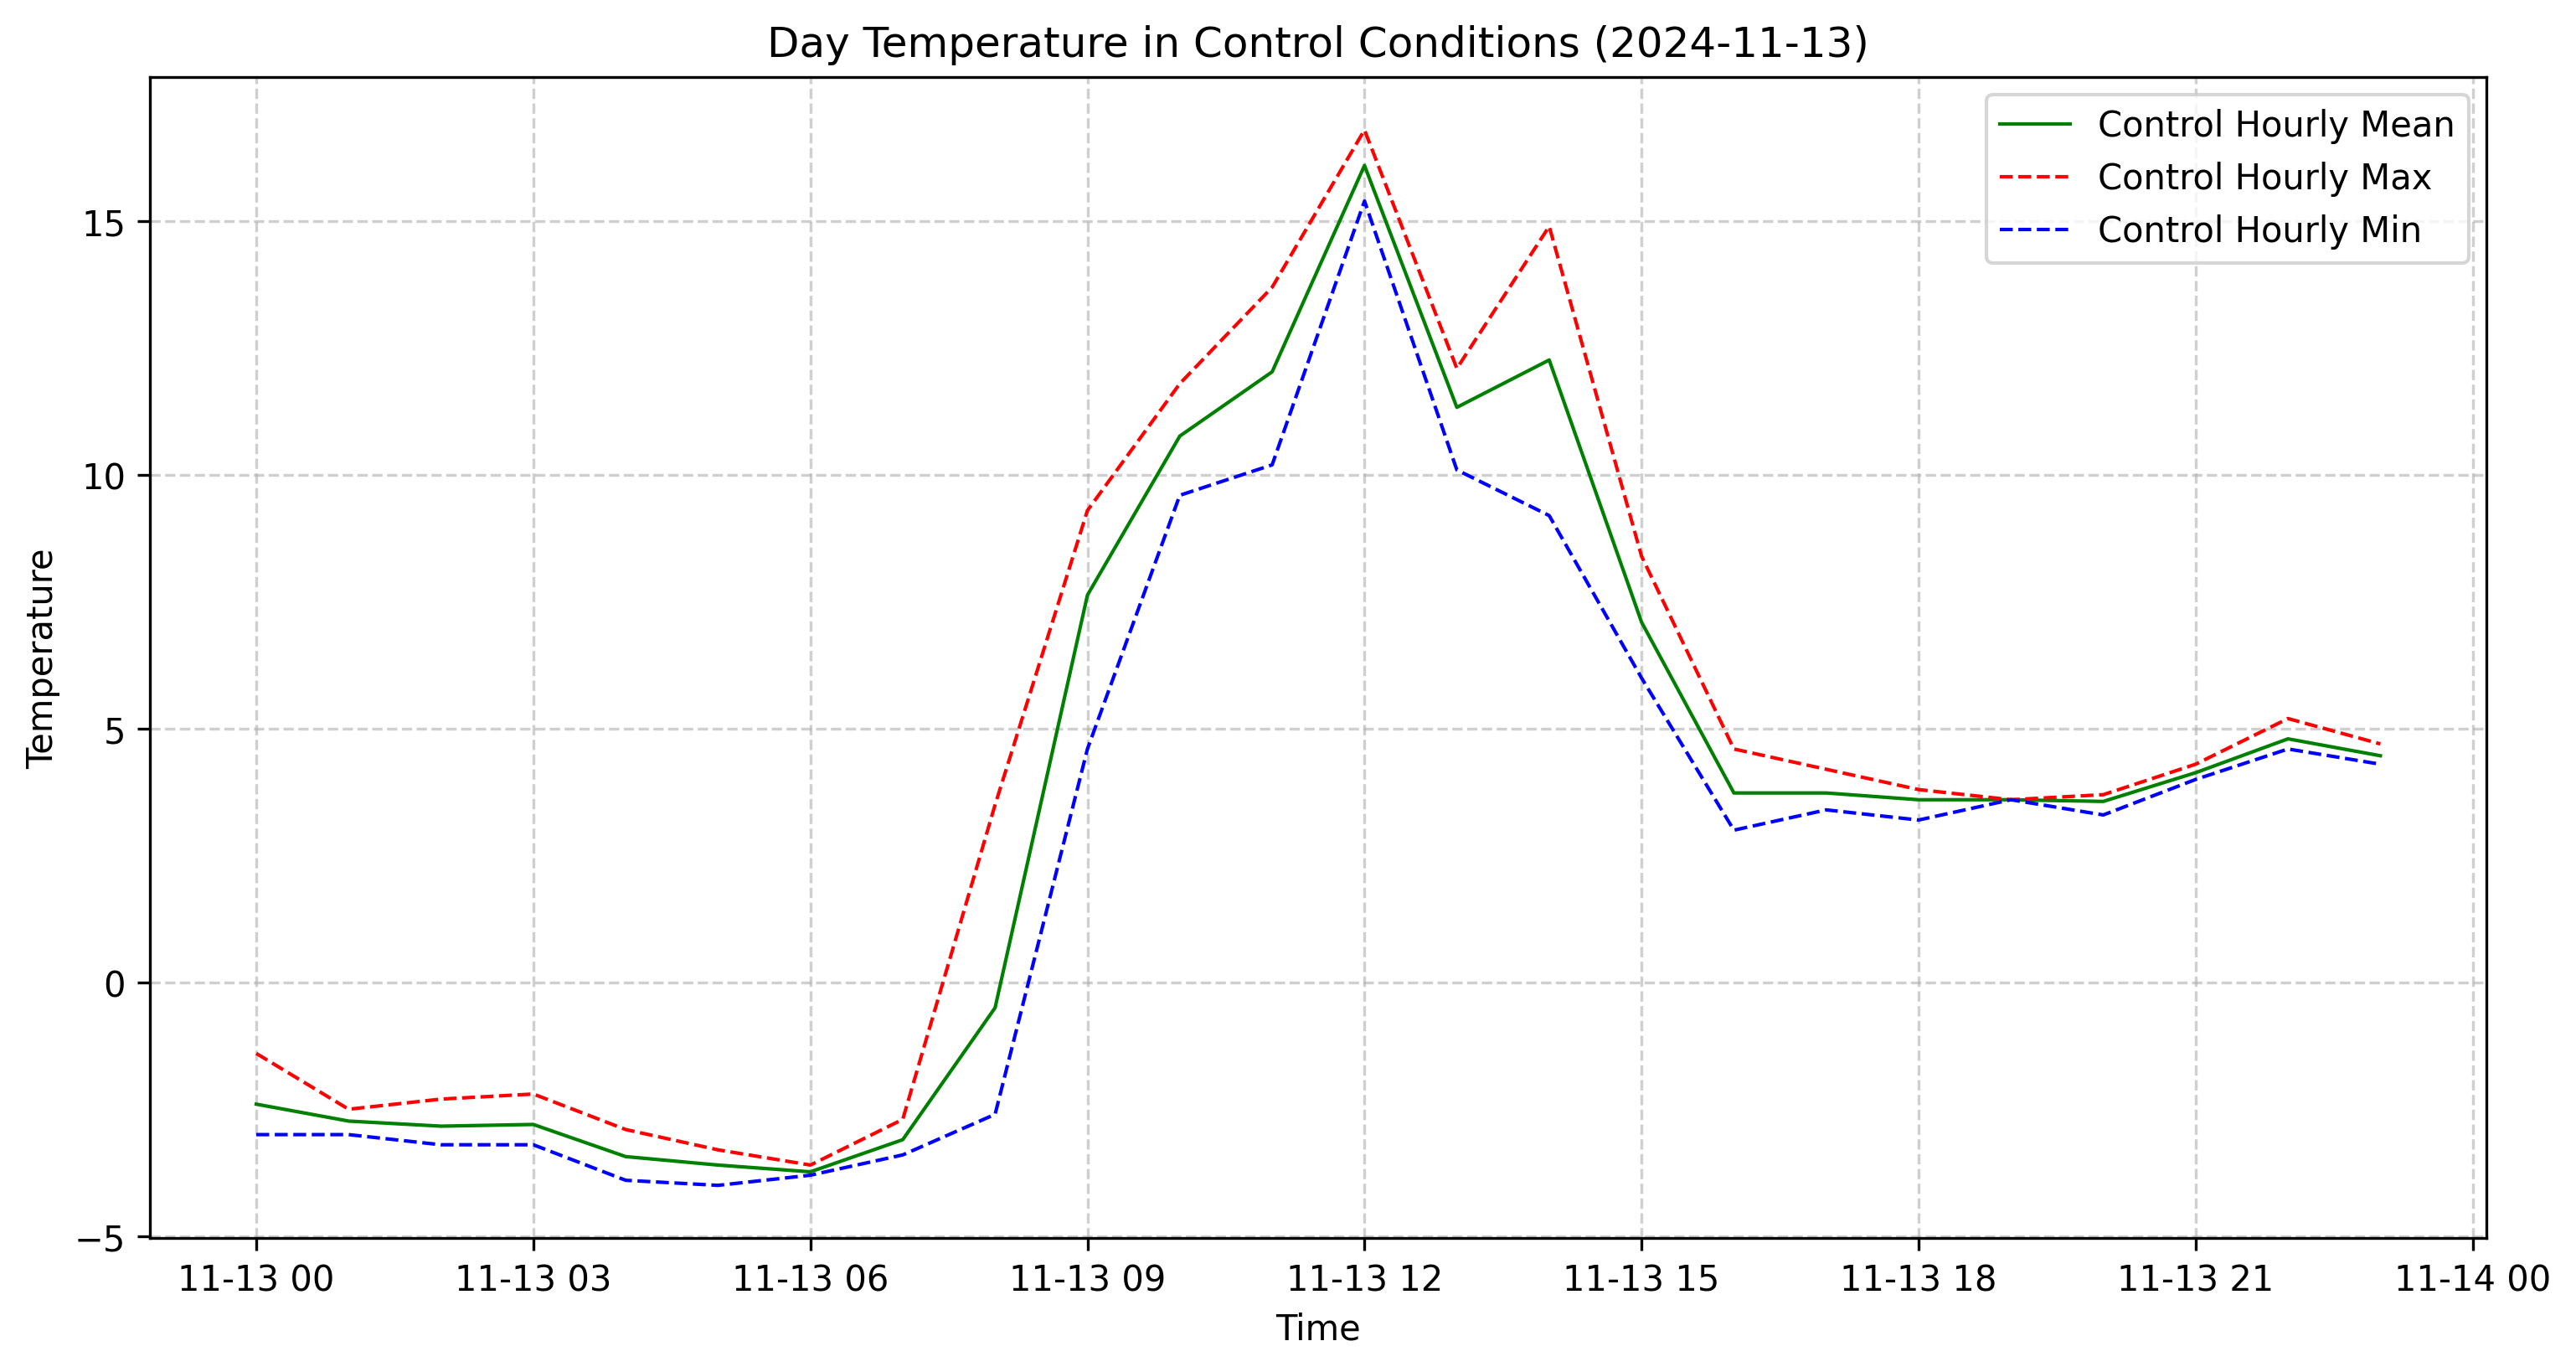 Day Temperature in Control Conditions (2024-11-13)
Control Hourly Mean
Control Hourly Max
Control Hourly Min
15
10
5
0
−5
Temperature
11-13 00
11-13 03
11-13 06
11-13 09
11-13 12
11-13 15
11-13 18
11-13 21
11-14 00
Time